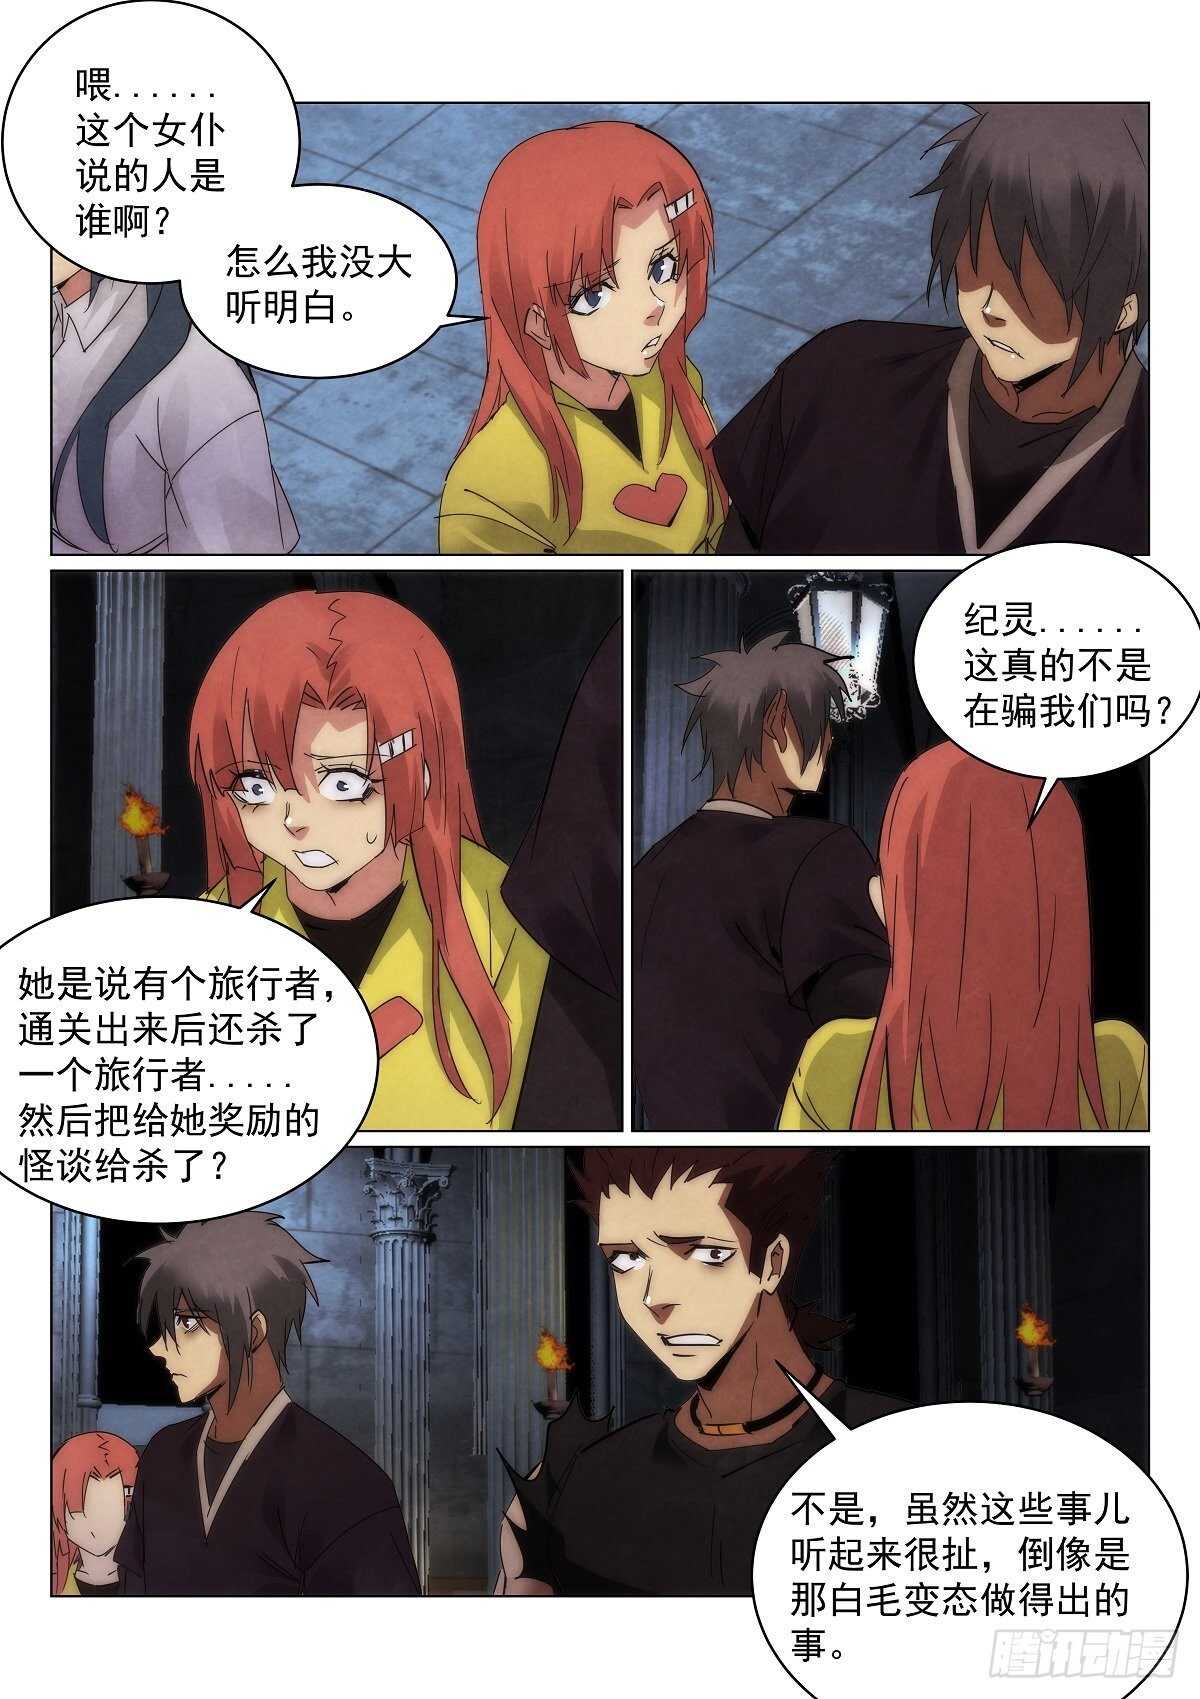 喂......
这个女仆
说的人是
谁啊？
怎么我没大
听明白。
她是说有个旅行者，
通关出来后还杀了
一个旅行者.....
然后把给她奖励的
怪谈给杀了？
纪灵......
这真的不是
在骗我们吗？
不是，虽然这些事儿
听起来很扯，倒像是
那白毛变态做得出的
事。
腾讯动漫